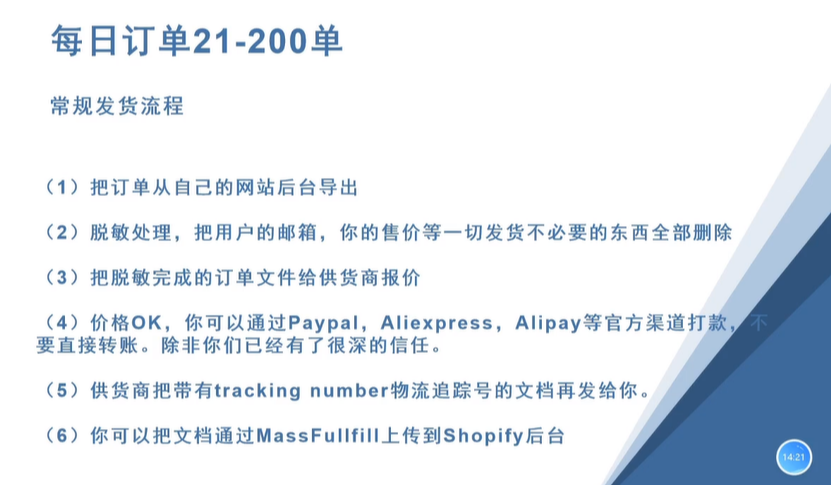 每日订单21-200单
常规发货流程
（1）把订单从自己的网站后台导出
（2）脱敏处理，把用户的邮箱，你的售价等一切发货不必要的东西全部删除
（3）把脱敏完成的订单文件给供货商报价
（4）价格OK，你可以通过Paypal，Aliexpress，Alipay等官方渠道打款，不
要直接转账。除非你们已经有了很深的信任。
（5）供货商把带有tracking number物流追踪号的文档再发给你。
（6）你可以把文档通过MassFullfill上传到Shopify后台
14:21